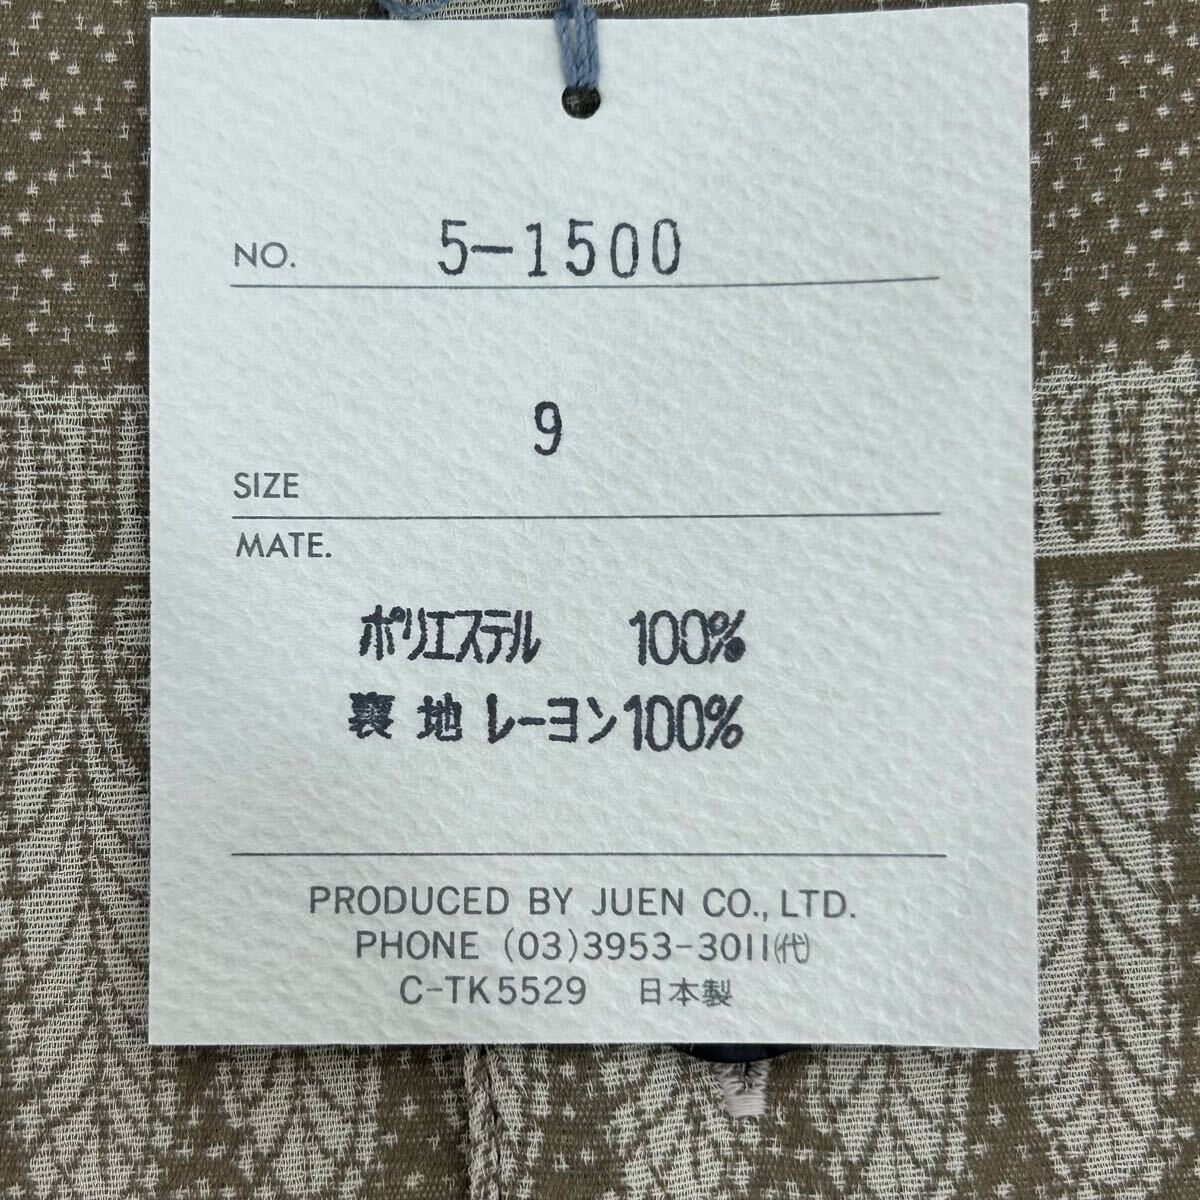 NO. 5-1500
9
SIZE
MATE.
ポリエステル 100%
裏地 レーヨン100%
PRODUCED BY JUEN CO., LTD.
PHONE (03)3953-3011㈹
C-TK5529 日本製